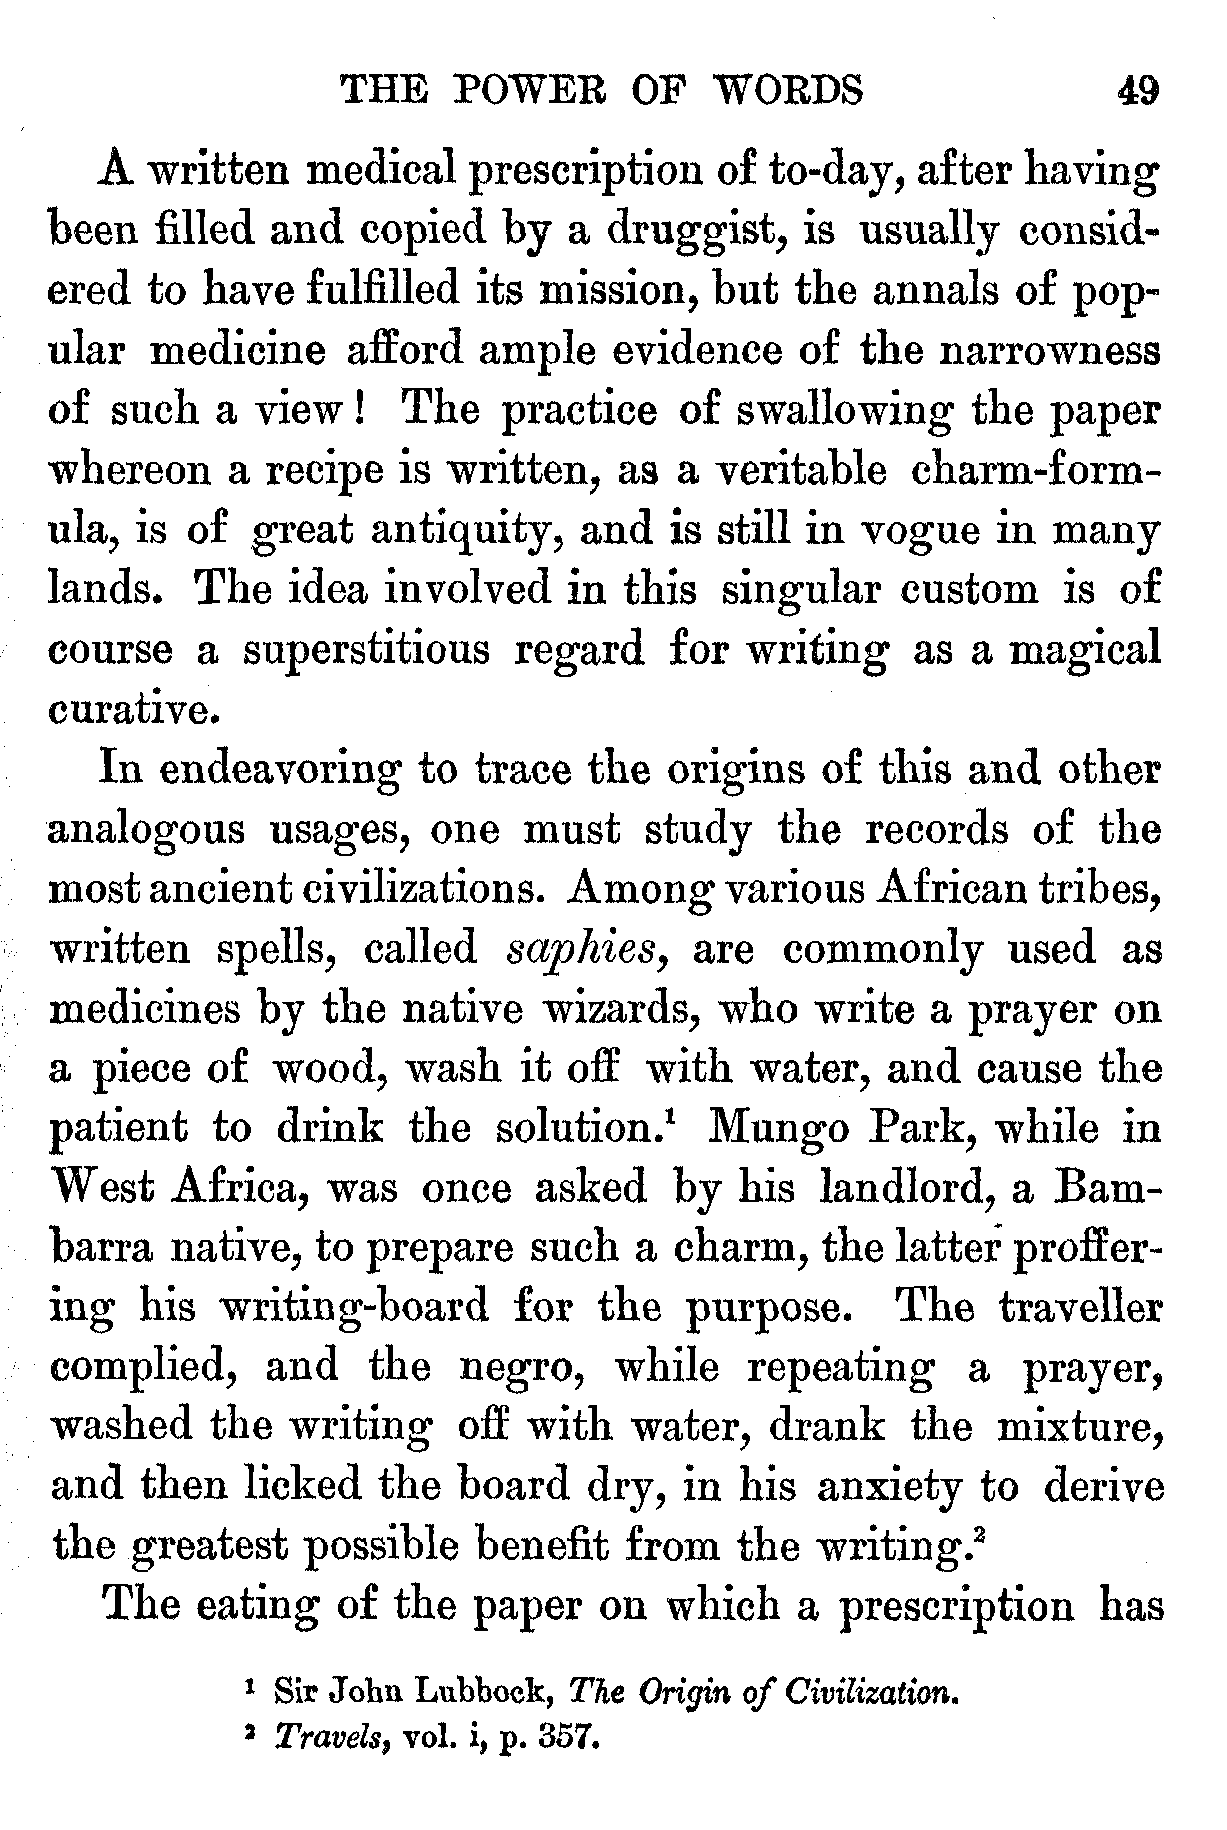 THE POWER OF WORDS 49
A written medical prescription of to-day, after having
been filled and copied by a druggist, is usually consid-
ered to have fulfilled its mission, but the annals of pop-
ular medicine afford ample evidence of the narrowness
of such a view! The practice of swallowing the paper
whereon a recipe is written, as a veritable charm-form-
ula, is of great antiquity, and is still in vogue in many
lands. The idea involved in this singular custom is of
course a superstitious regard for writing as a magical
curative.
In endeavoring to trace the origins of this and other
analogous usages, one must study the records of the
most ancient civilizations. Among various African tribes,
written spells, called saphies, are commonly used as
medicines by the native wizards, who write a prayer on
a piece of wood, wash it off with water, and cause the
patient to drink the solution.¹ Mungo Park, while in
West Africa, was once asked by his landlord, a Bam-
barra native, to prepare such a charm, the latter proffer-
ing his writing-board for the purpose. The traveller
complied, and the negro, while repeating a prayer,
washed the writing off with water, drank the mixture,
and then licked the board dry, in his anxiety to derive
the greatest possible benefit from the writing.²
The eating of the paper on which a prescription has
¹ Sir John Lubbock, The Origin of Civilization.
² Travels, vol. i, p. 357.